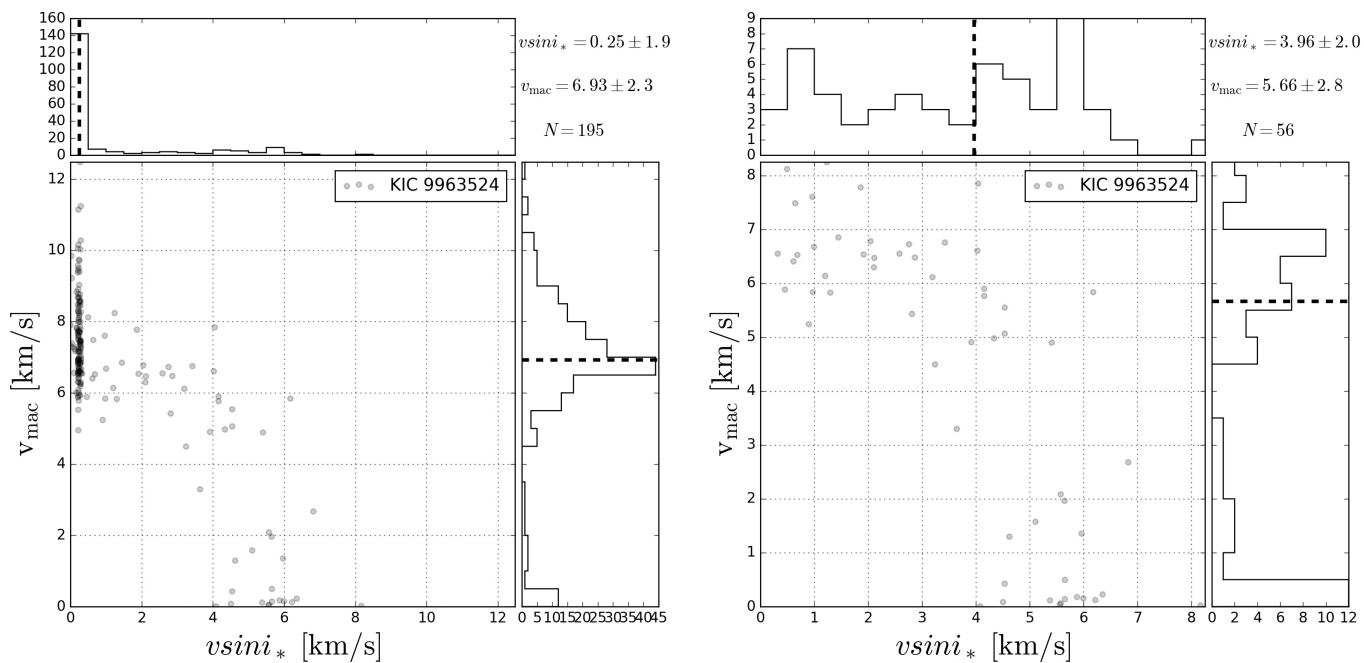 160
140
120
100
80
60
40
20
0
vsini∗ = 0.25 ± 1.9
vmac = 6.93 ± 2.3
N = 195
KIC 9963524
12
10
8
6
4
2
0
vmac [km/s]
0 2 4 6 8 10 12
vsini∗ [km/s]
0 5 10 15 20 25 30 35 40 45
9
8
7
6
5
4
3
2
1
0
vsini∗ = 3.96 ± 2.0
vmac = 5.66 ± 2.8
N = 56
KIC 9963524
8
7
6
5
4
3
2
1
0
vmac [km/s]
0 1 2 3 4 5 6 7 8
vsini∗ [km/s]
0 2 4 6 8 10 12